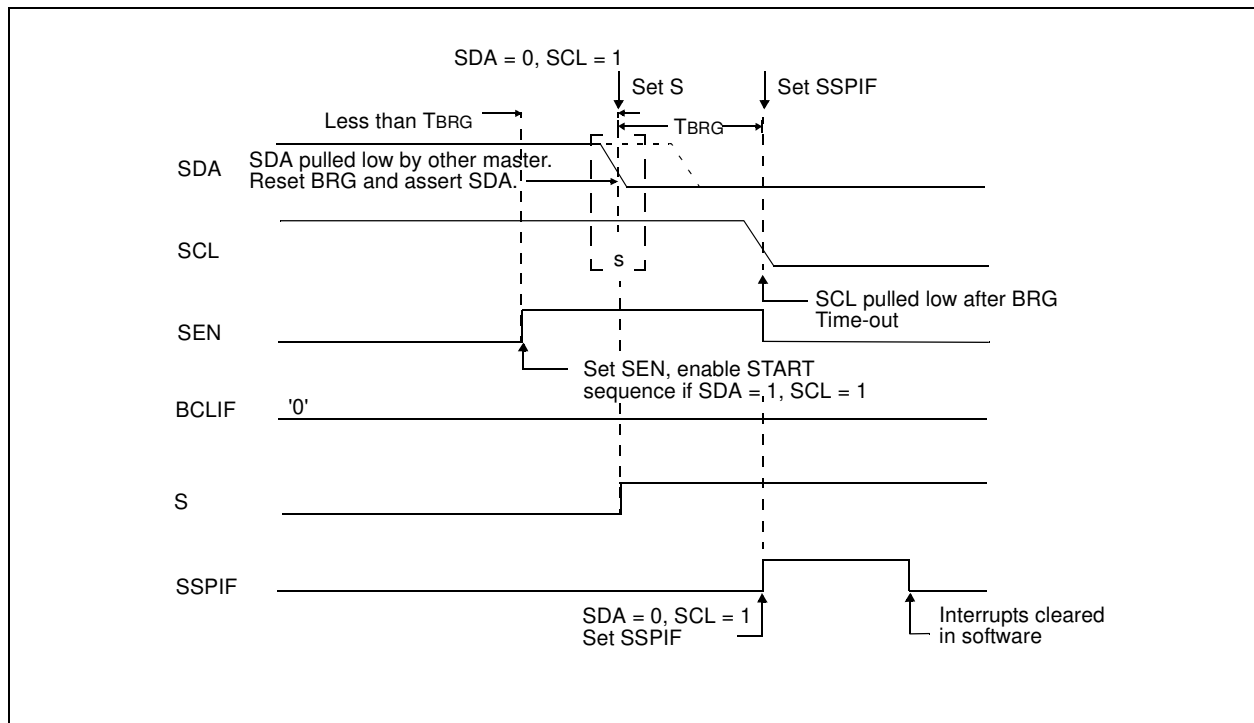 SDA = 0, SCL = 1
Set S
Set SSPIF
Less than TBRG
TBRG
SDA
SDA pulled low by other master.
Reset BRG and assert SDA.
SCL
s
SCL pulled low after BRG
Time-out
SEN
Set SEN, enable START
sequence if SDA = 1, SCL = 1
BCLIF
'0'
S
SSPIF
SDA = 0, SCL = 1
Set SSPIF
Interrupts cleared
in software